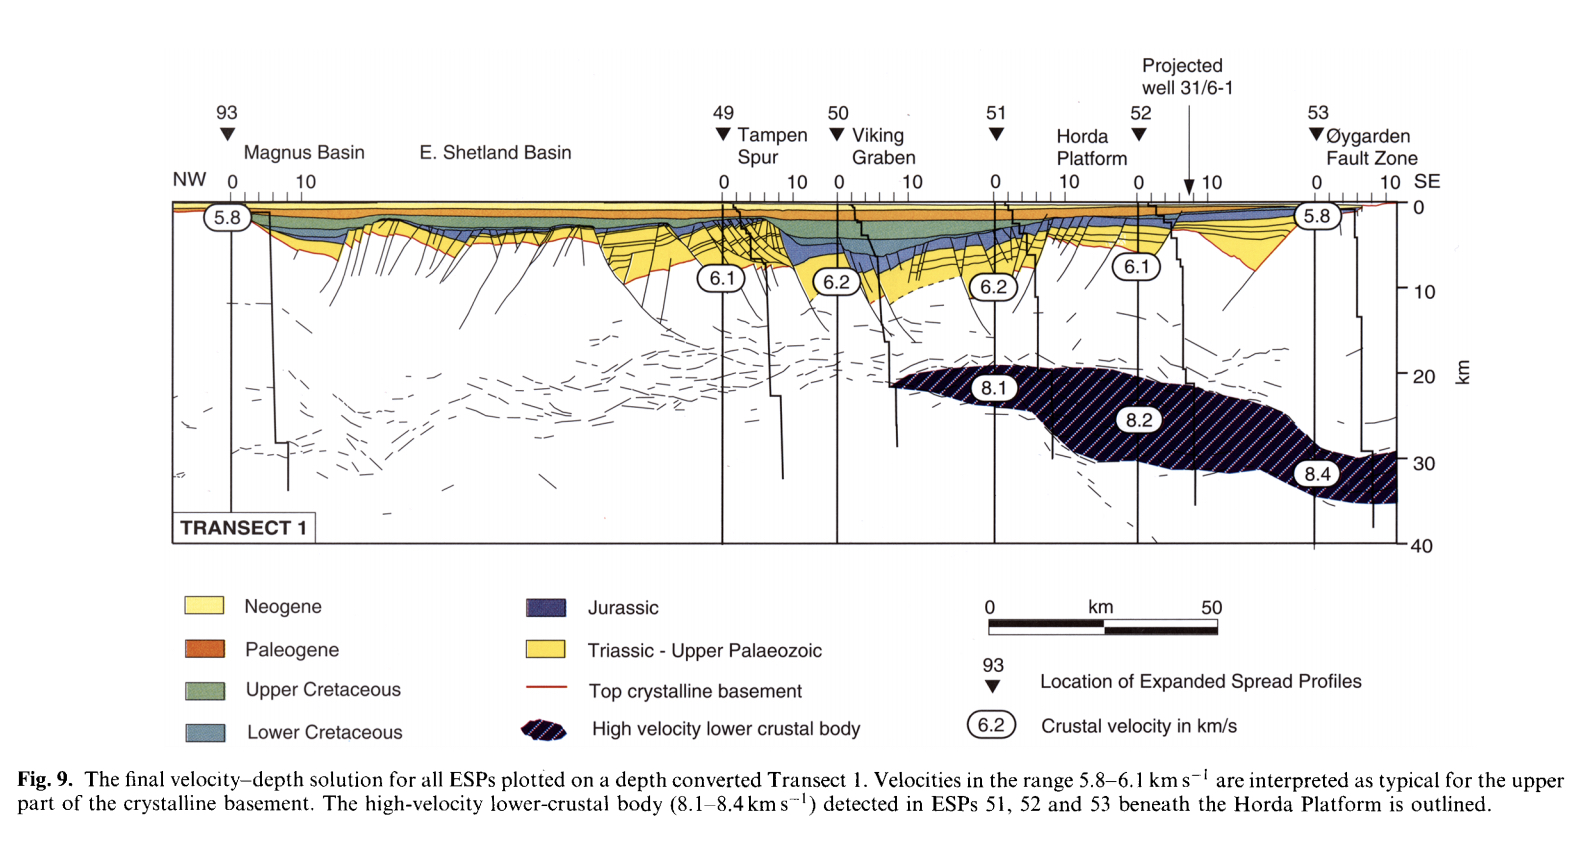 Projected
well 31/6-1
93 49 50 51 52 53
Magnus Basin E. Shetland Basin Tampen Viking Horda Øygarden
Spur Graben Platform Fault Zone
NW 0 10 0 10 0 10 0 10 0 10 0 10 SE
0
5.8 5.8
6.1 6.2 6.2 6.1
10
20
km
8.1
8.2
30
8.4
TRANSECT 1
40
Neogene Jurassic 0 km 50
Paleogene Triassic - Upper Palaeozoic
93
Upper Cretaceous Top crystalline basement Location of Expanded Spread Profiles
Lower Cretaceous High velocity lower crustal body 6.2 Crustal velocity in km/s
Fig. 9. The final velocity–depth solution for all ESPs plotted on a depth converted Transect 1. Velocities in the range 5.8–6.1 km s⁻¹ are interpreted as typical for the upper
part of the crystalline basement. The high-velocity lower-crustal body (8.1–8.4 km s⁻¹) detected in ESPs 51, 52 and 53 beneath the Horda Platform is outlined.